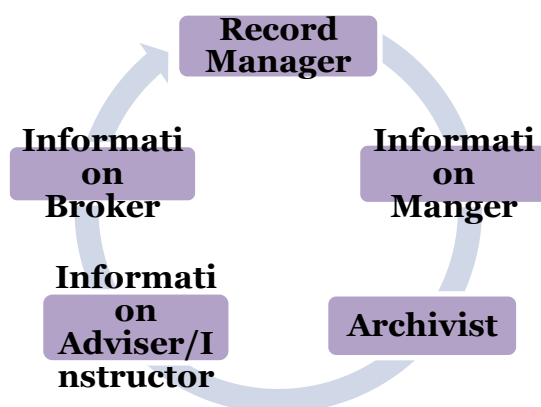 Record
Manager
Informati
on
Manger
Archivist
Informati
on
Adviser/I
nstructor
Informati
on
Broker